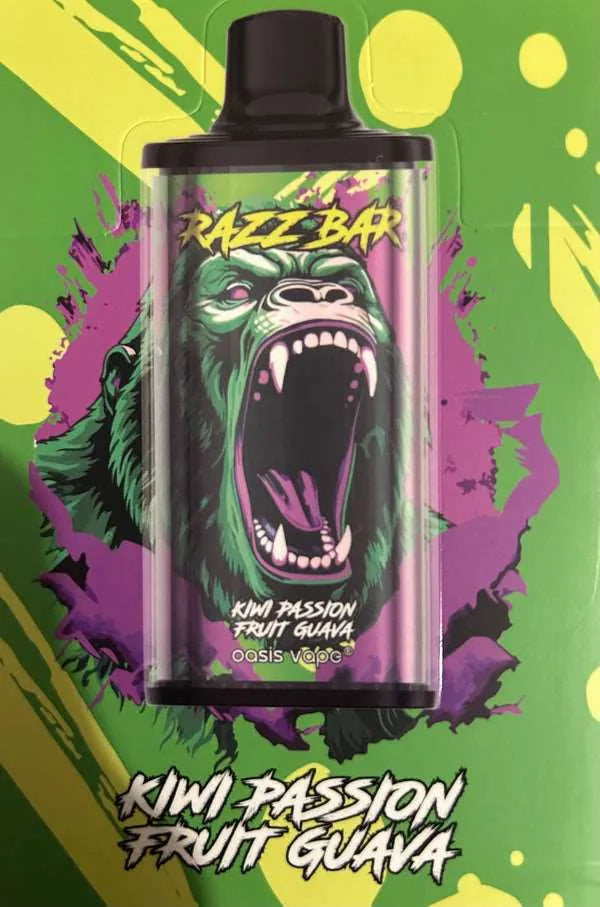 RAZZ BAR
KIWI PASSION
FRUIT GUAVA
oasis vape®
KIWI PASSION
FRUIT GUAVA